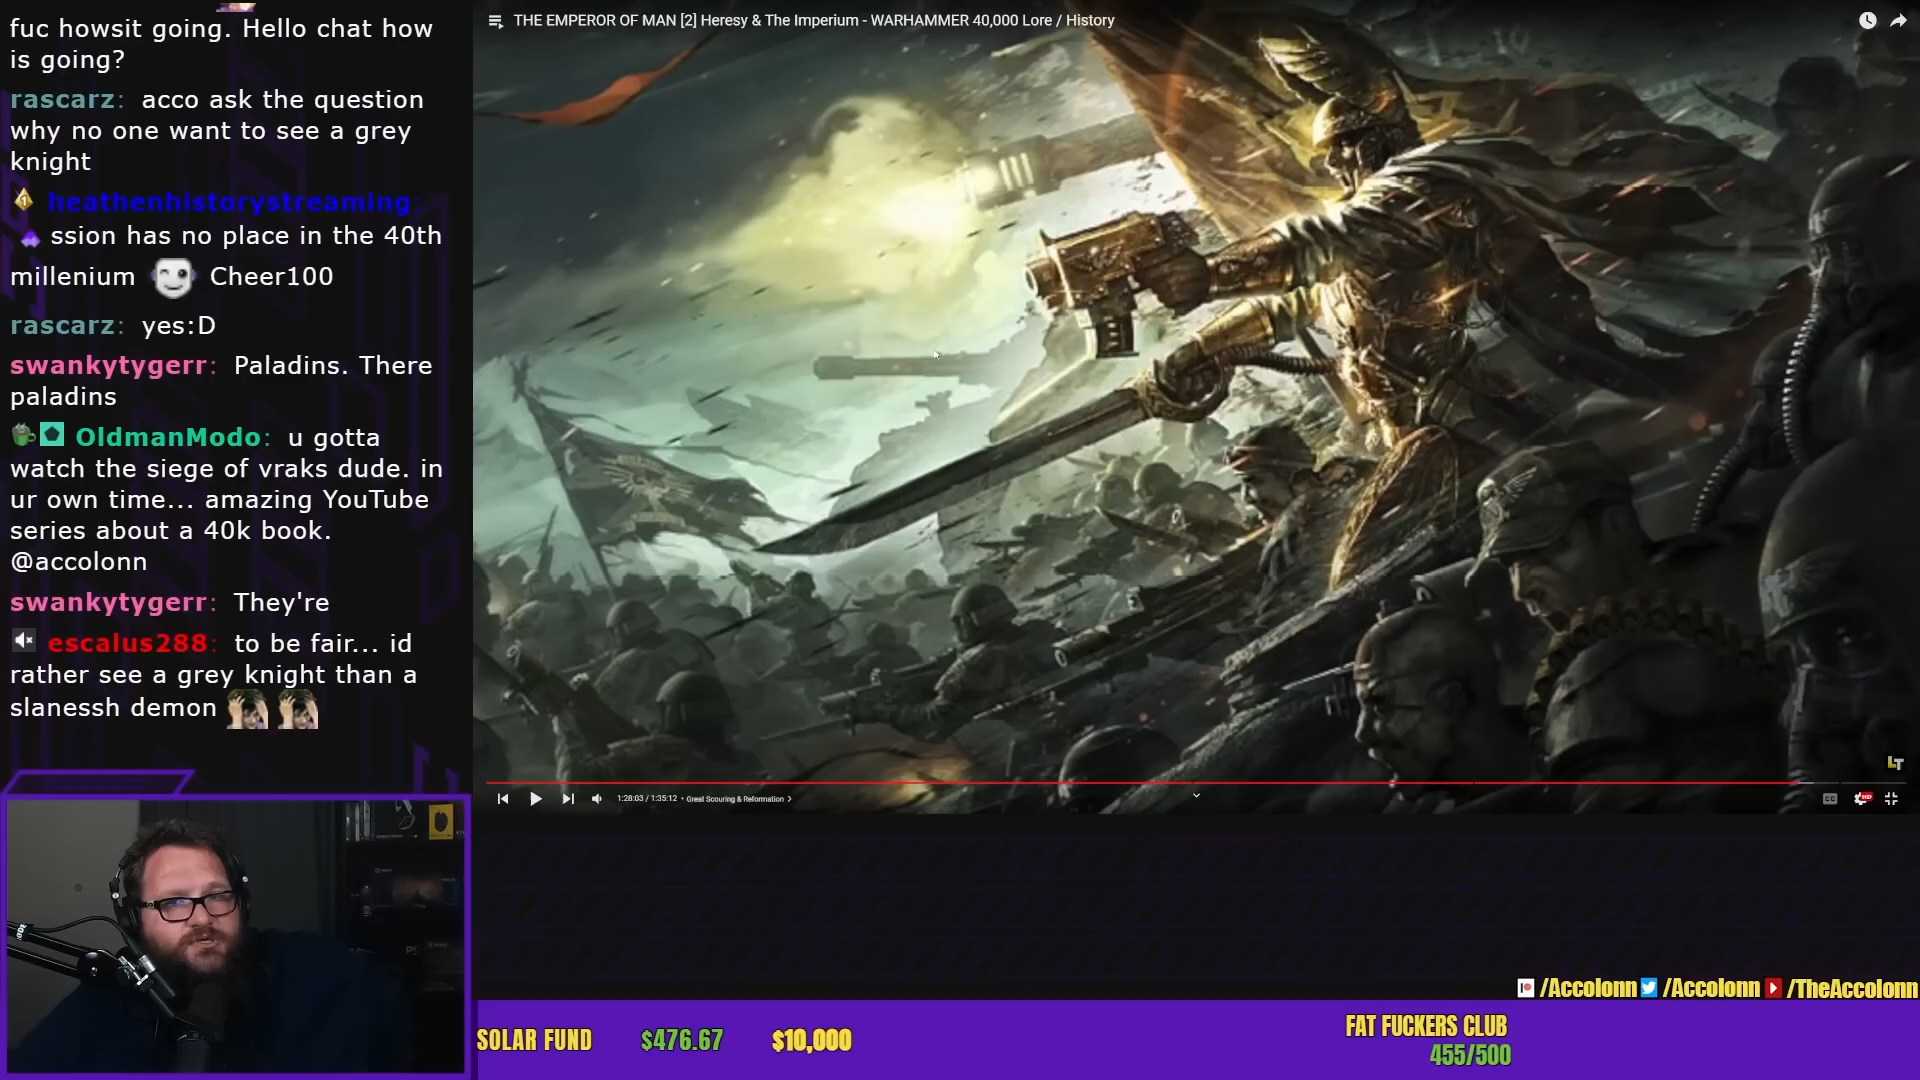 fuc howsit going. Hello chat how
is going?
rascarz: acco ask the question
why no one want to see a grey
knight
heathenhistorystreaming:
ssion has no place in the 40th
millenium Cheer100
rascarz: yes:D
swankytygerr: Paladins. There
paladins
OldmanModo: u gotta
watch the siege of vraks dude. in
ur own time... amazing YouTube
series about a 40k book.
@accolonn
swankytygerr: They're
escalus288: to be fair... id
rather see a grey knight than a
slanessh demon
THE EMPEROR OF MAN [2] Heresy & The Imperium - WARHAMMER 40,000 Lore / History
LT
1:28:03 / 1:35:12 • Great Scouring & Reformation >
CC HD
/Accolonn /Accolonn /TheAccolonn
SOLAR FUND $476.67 $10,000
FAT FUCKERS CLUB
455/500